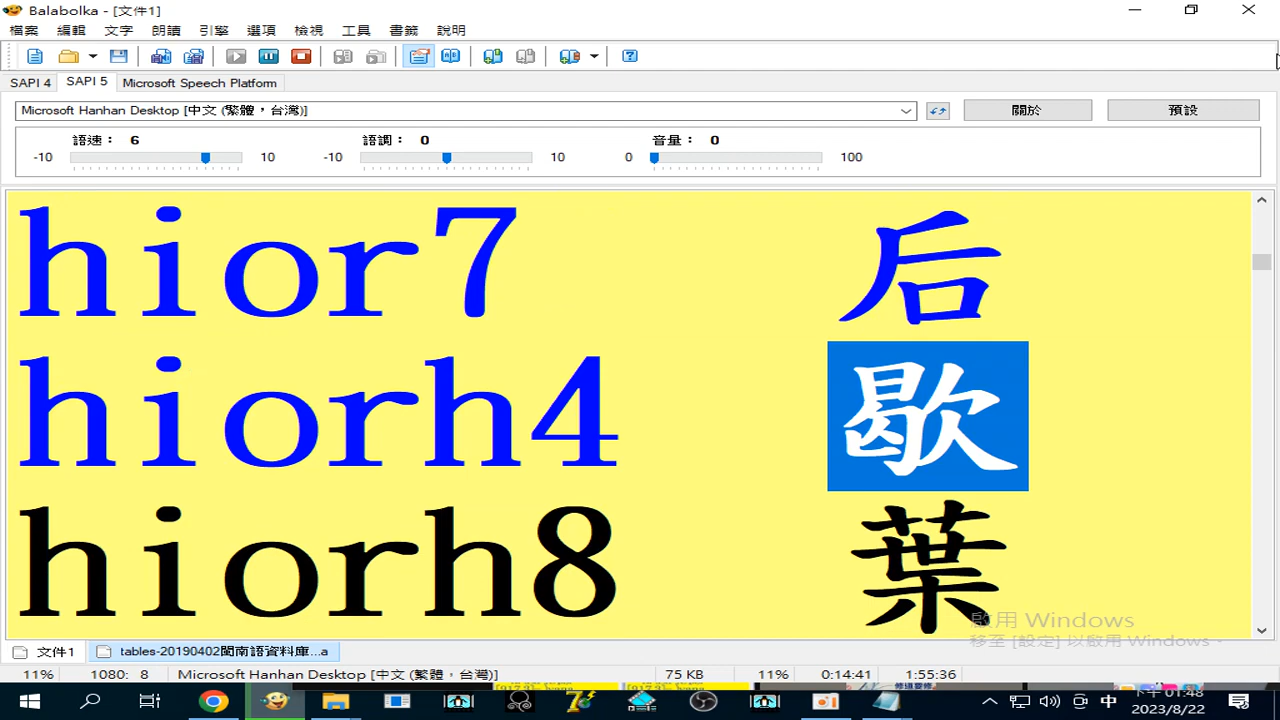 Balabolka - [文件1]
檔案 編輯 文字 朗讀 引擎 選項 檢視 工具 書籤 說明
SAPI 4 SAPI 5 Microsoft Speech Platform
Microsoft Hanhan Desktop [中文 (繁體，台灣)] 關於 預設
語速： 6 語調： 0 音量： 0
-10 10 -10 10 0 100
hior7 后
hiorh4 歇
hiorh8 葉
啟用 Windows
移至 [設定] 以啟用 Windows。
文件1 tables-20190402閩南語資料庫...a
11% 1080: 8 Microsoft Hanhan Desktop [中文 (繁體，台灣)] 75 KB 11% 0:14:41 1:55:36
中 下午 01:48
2023/8/22